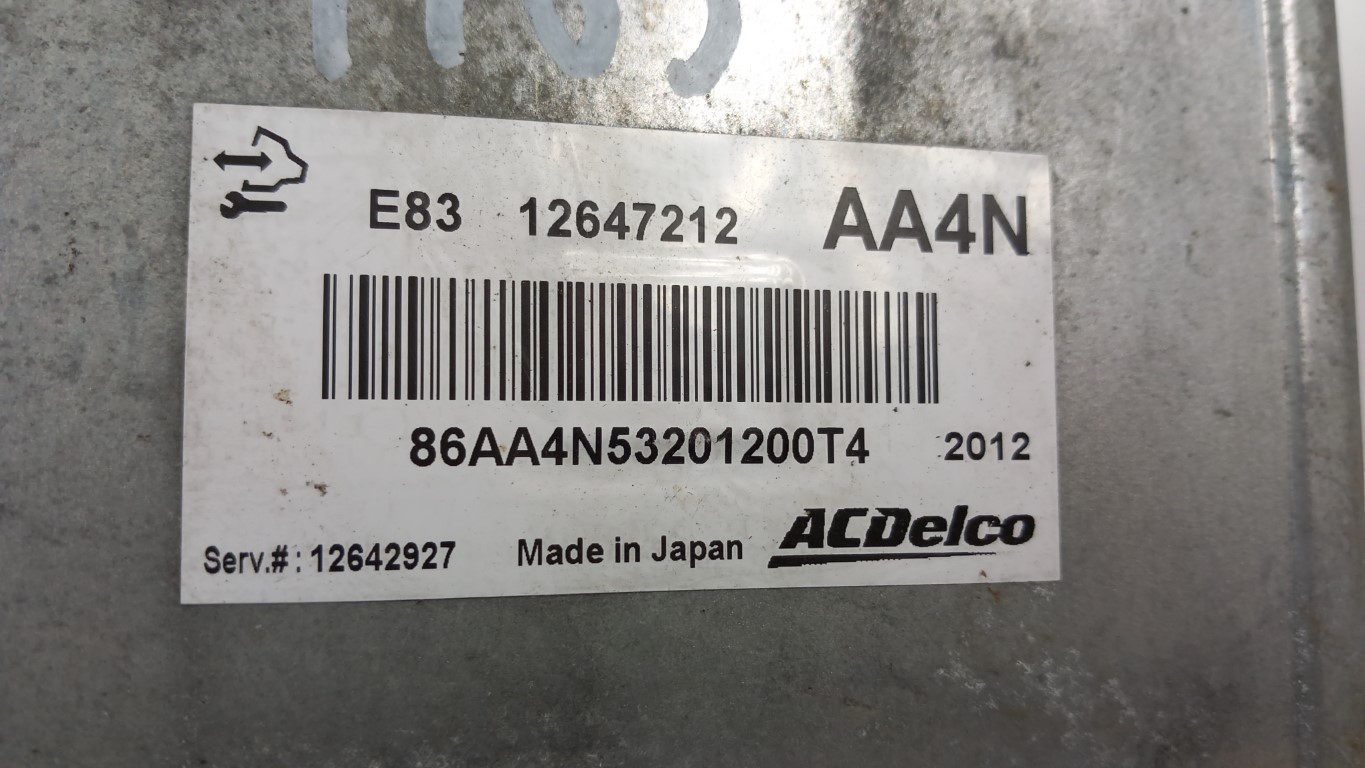 E83 12647212 AA4N
86AA4N53201200T4 2012
Serv.#: 12642927 Made in Japan ACDelco